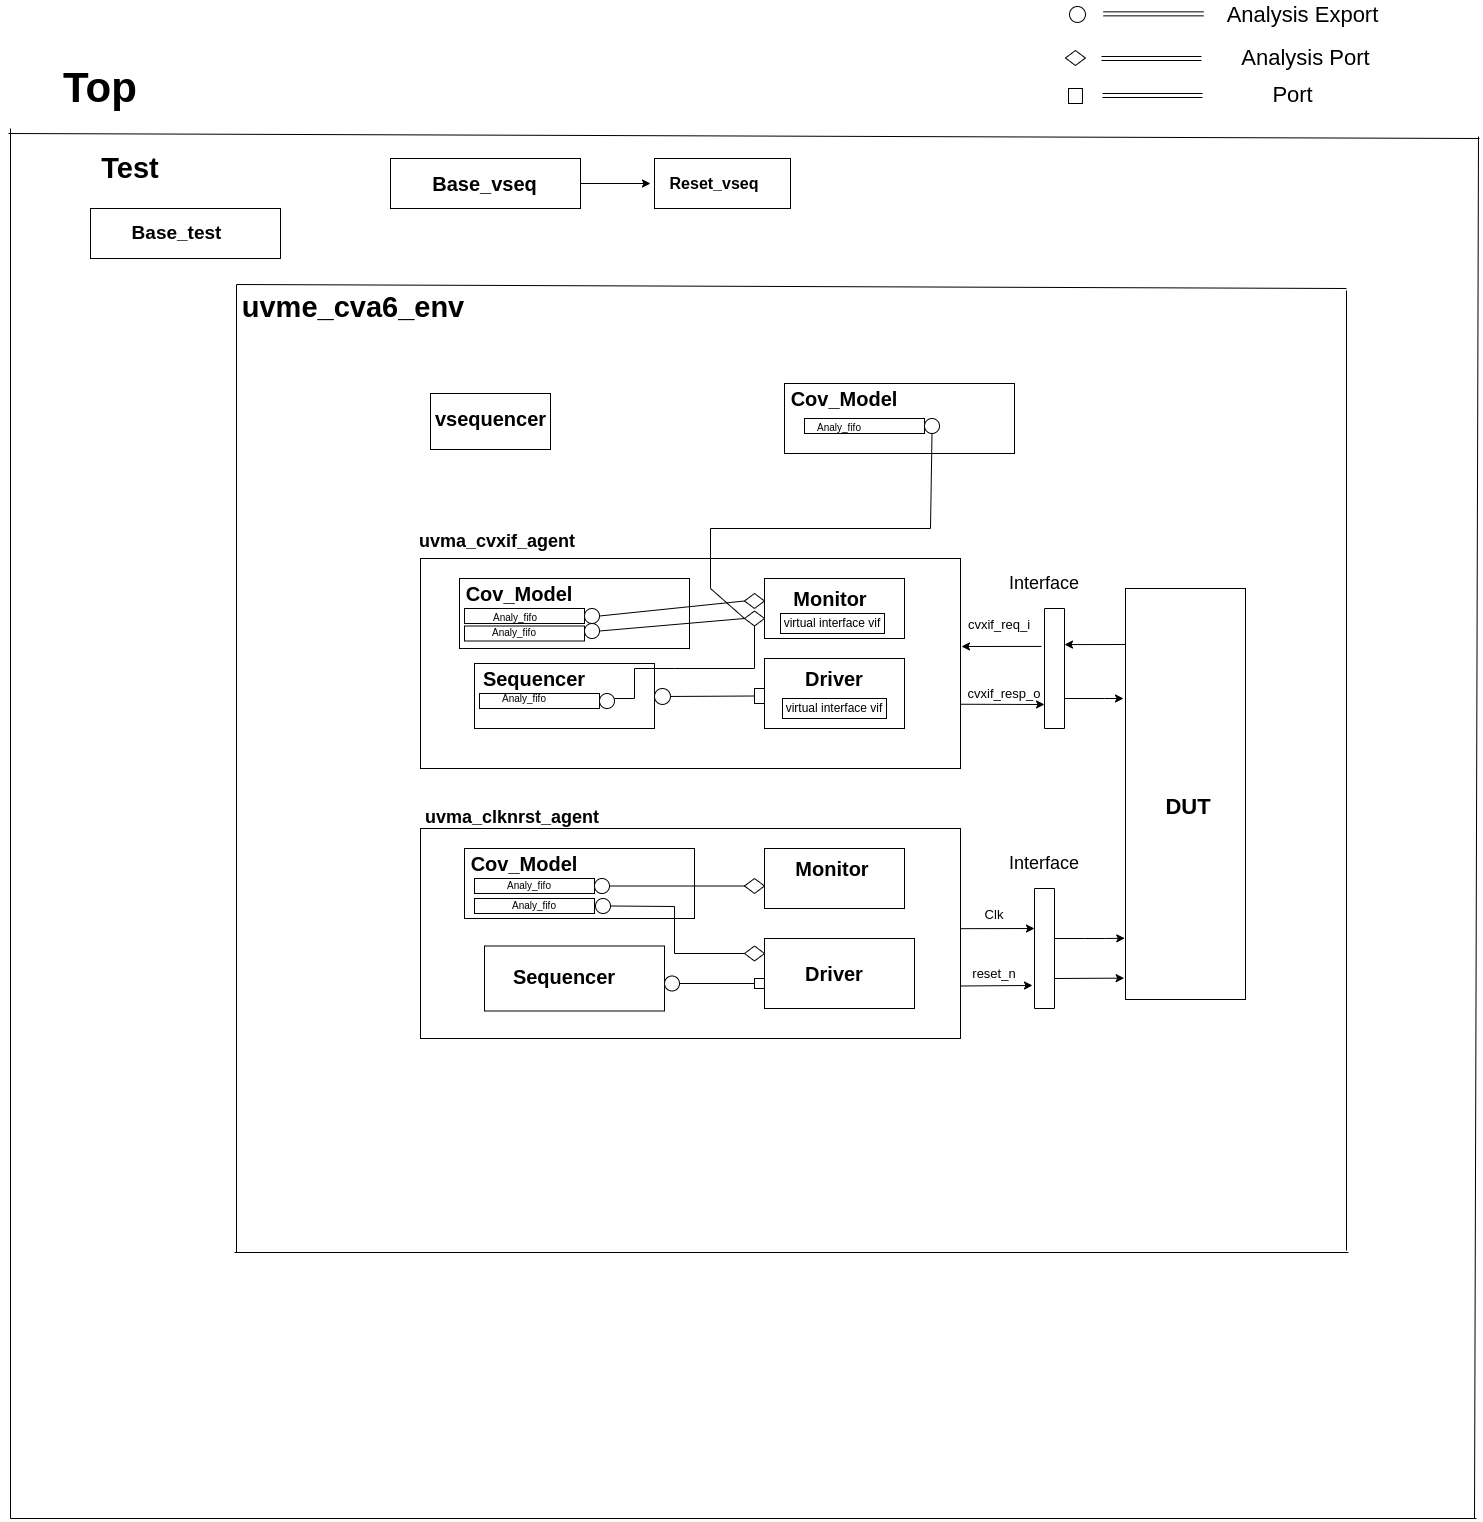 Analysis Export
Analysis Port
Port
Top
Test
Base_vseq
Reset_vseq
Base_test
uvme_cva6_env
vsequencer
Cov_Model
Analy_fifo
uvma_cvxif_agent
Cov_Model
Analy_fifo
Analy_fifo
Monitor
virtual interface vif
Sequencer
Analy_fifo
Driver
virtual interface vif
Interface
cvxif_req_i
cvxif_resp_o
DUT
uvma_clknrst_agent
Cov_Model
Analy_fifo
Analy_fifo
Monitor
Sequencer
Driver
Interface
Clk
reset_n